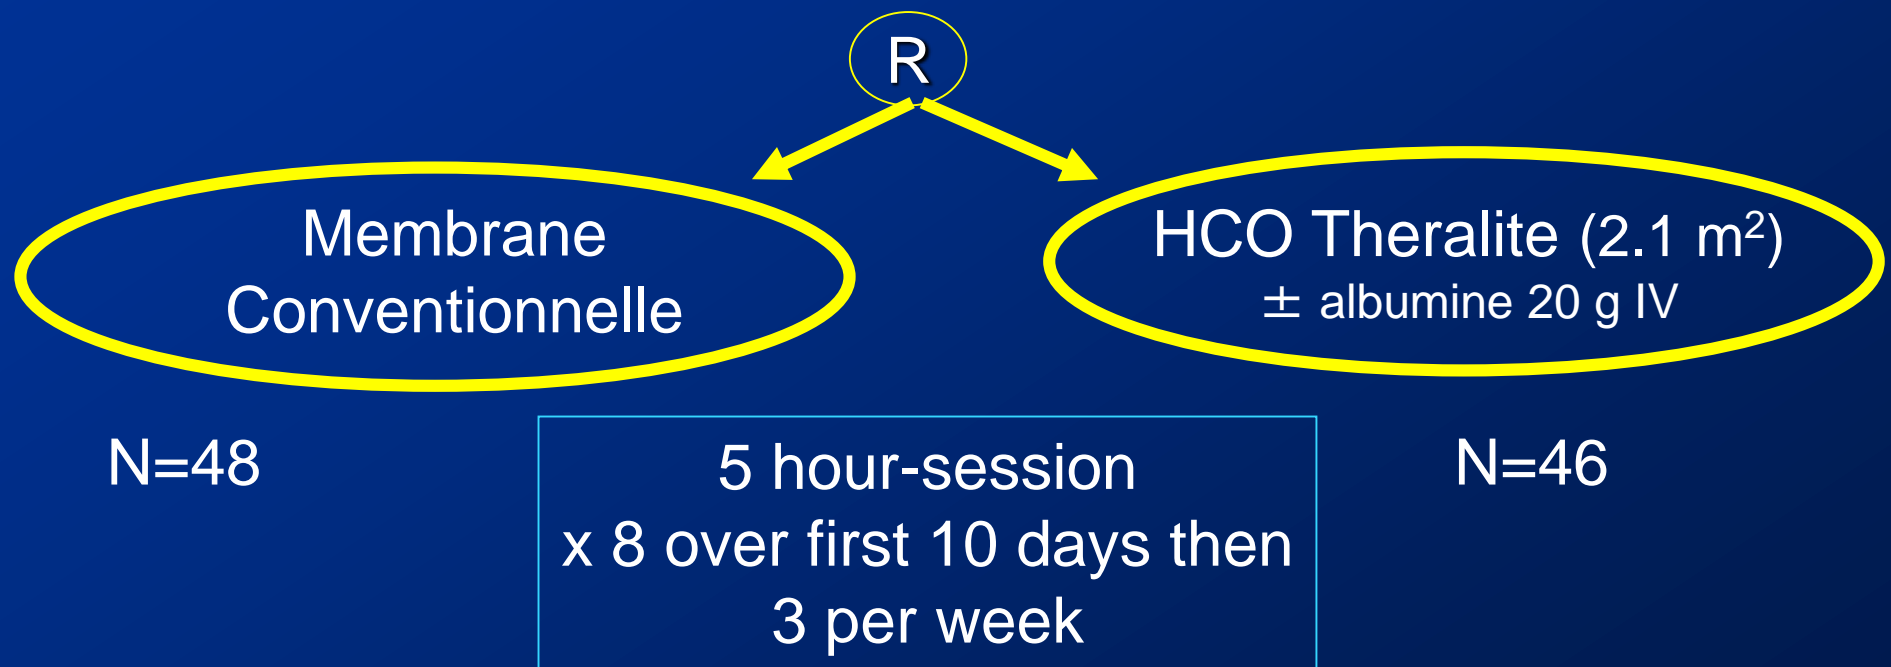 R
Membrane
Conventionnelle
HCO Theralite (2.1 m²)
± albumine 20 g IV
N=48
5 hour-session
x 8 over first 10 days then
3 per week
N=46